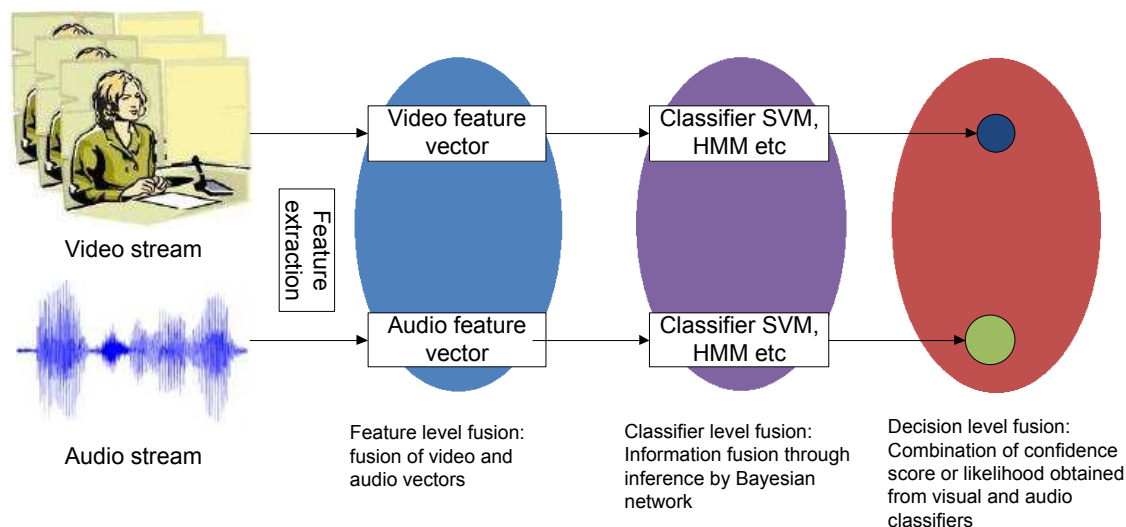 Video stream
Audio stream
Feature
extraction
Video feature
vector
Audio feature
vector
Classifier SVM,
HMM etc
Classifier SVM,
HMM etc
Feature level fusion:
fusion of video and
audio vectors
Classifier level fusion:
Information fusion through
inference by Bayesian
network
Decision level fusion:
Combination of confidence
score or likelihood obtained
from visual and audio
classifiers